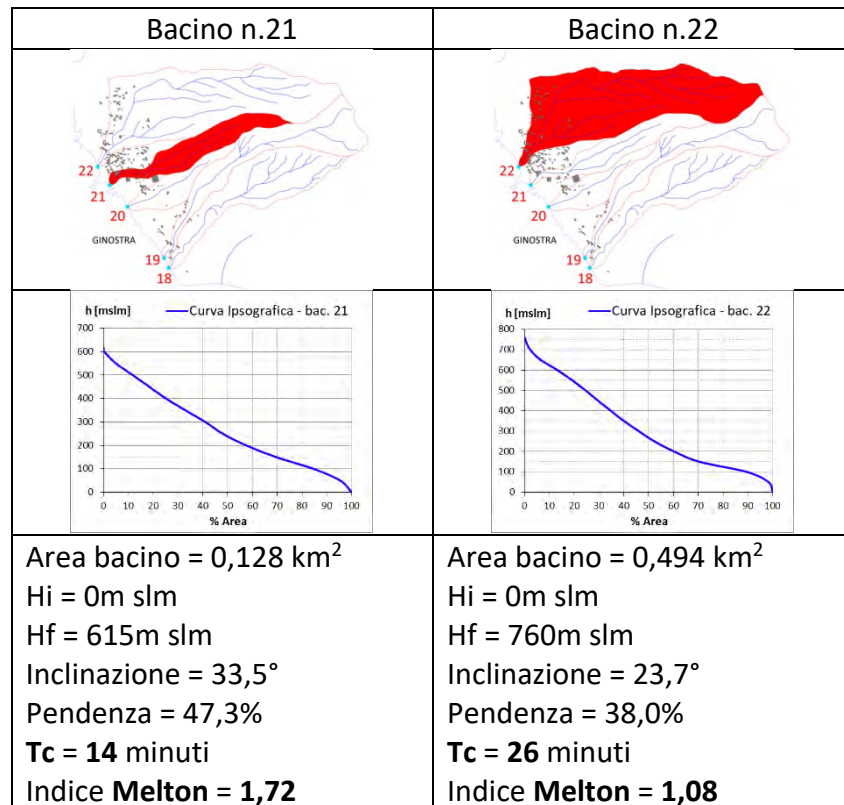 Bacino n.21
22
21
20
GINOSTRA
19
18
h [mslm]
Curva Ipsografica - bac. 21
700
600
500
400
300
200
100
0
0 10 20 30 40 50 60 70 80 90 100
% Area
Area bacino = 0,128 km²
Hi = 0m slm
Hf = 615m slm
Inclinazione = 33,5°
Pendenza = 47,3%
Tc = 14 minuti
Indice Melton = 1,72
Bacino n.22
22
21
20
GINOSTRA
19
18
h [mslm]
Curva Ipsografica - bac. 22
800
700
600
500
400
300
200
100
0
0 10 20 30 40 50 60 70 80 90 100
% Area
Area bacino = 0,494 km²
Hi = 0m slm
Hf = 760m slm
Inclinazione = 23,7°
Pendenza = 38,0%
Tc = 26 minuti
Indice Melton = 1,08